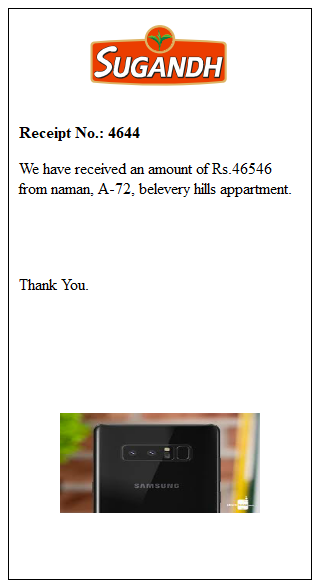 SUGANDH
Receipt No.: 4644
We have received an amount of Rs.46546
from naman, A-72, belevery hills appartment.
Thank You.
SAMSUNG